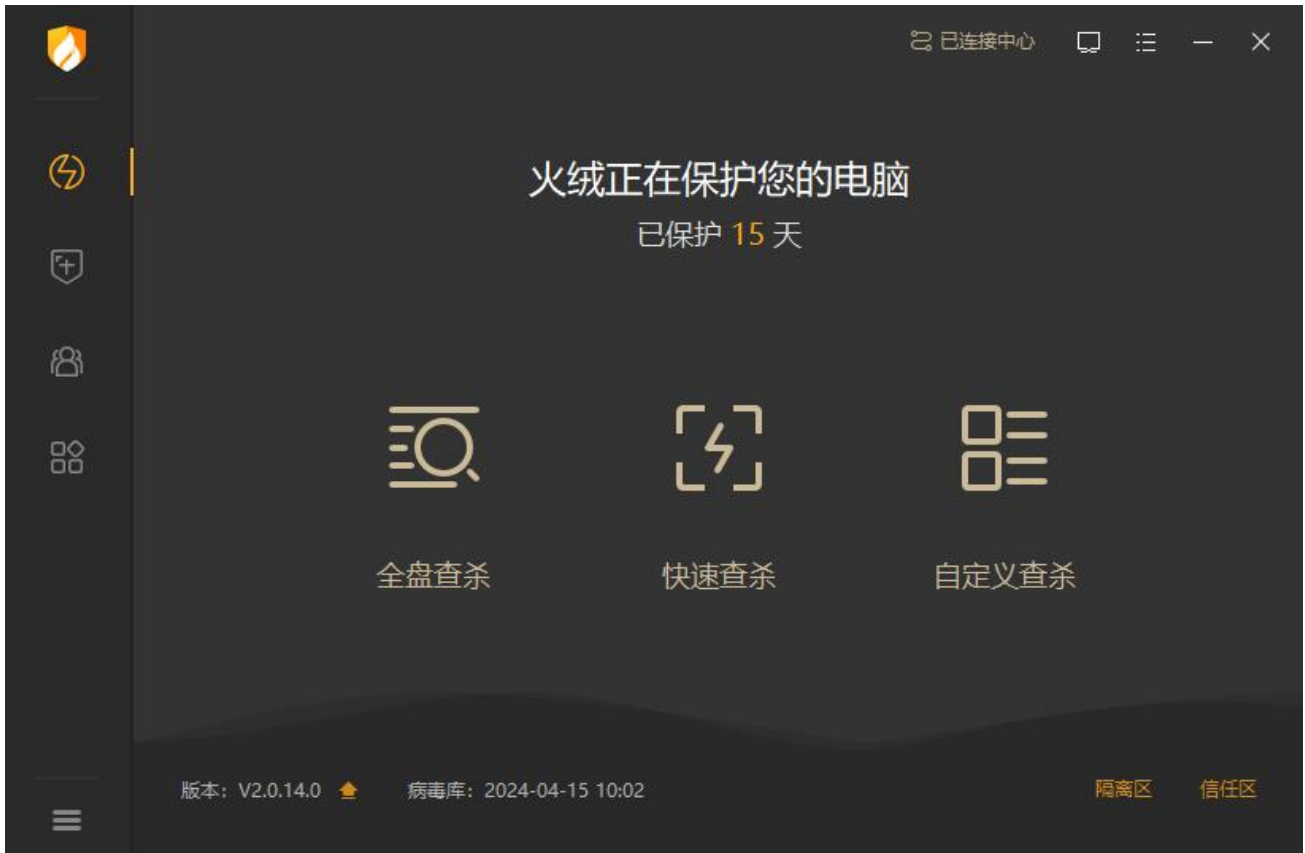 已连接中心
火绒正在保护您的电脑
已保护 15 天
全盘查杀 快速查杀 自定义查杀
版本：V2.0.14.0 病毒库：2024-04-15 10:02 隔离区 信任区